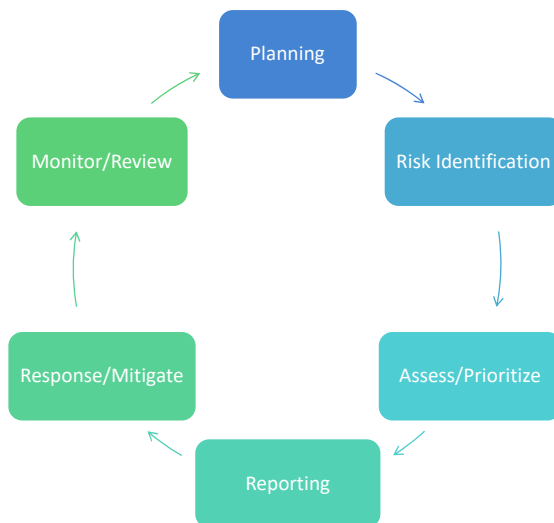 Planning
Risk Identification
Assess/Prioritize
Reporting
Response/Mitigate
Monitor/Review